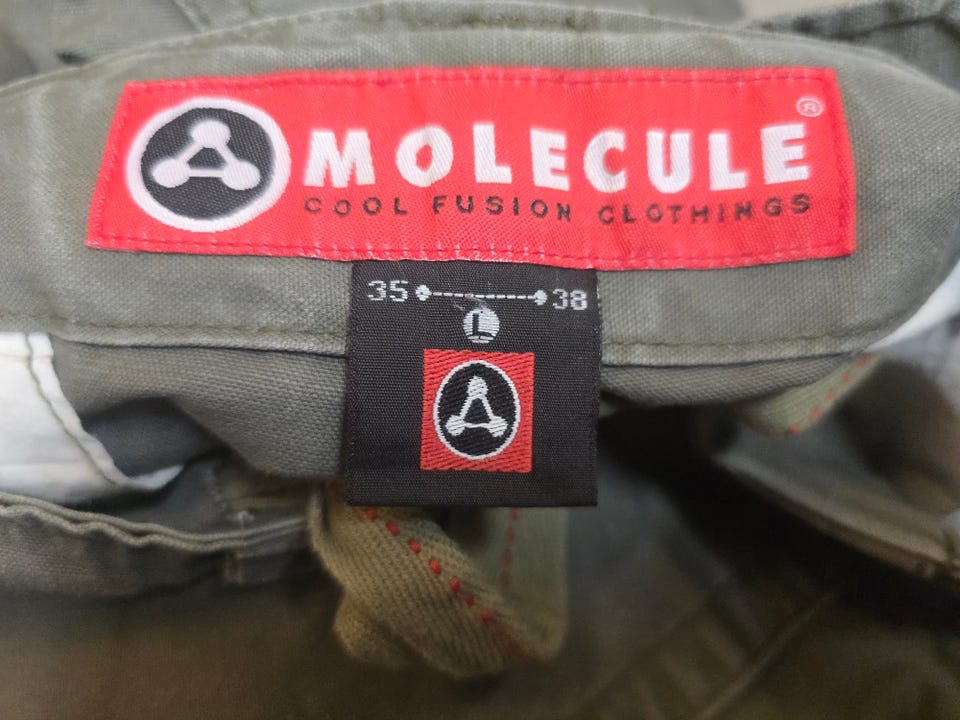 MOLECULE®
COOL FUSION CLOTHINGS
35 38
L